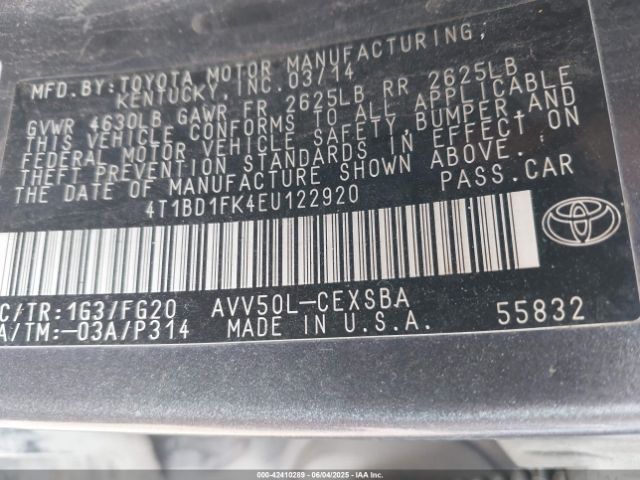 MFD. BY: TOYOTA MOTOR MANUFACTURING,
KENTUCKY, INC. 03/14
GVWR 4630LB GAWR FR 2625LB RR 2625LB
THIS VEHICLE CONFORMS TO ALL APPLICABLE
FEDERAL MOTOR VEHICLE SAFETY, BUMPER AND
THEFT PREVENTION STANDARDS IN EFFECT ON
THE DATE OF MANUFACTURE SHOWN ABOVE.
4T1BD1FK4EU122920 PASS. CAR
C/TR: 1G3/FG20 AVV50L-CEXSBA
A/TM: -03A/P314 MADE IN U.S.A. 55832
000-42410269 | 06/04/2025 | COPART.COM